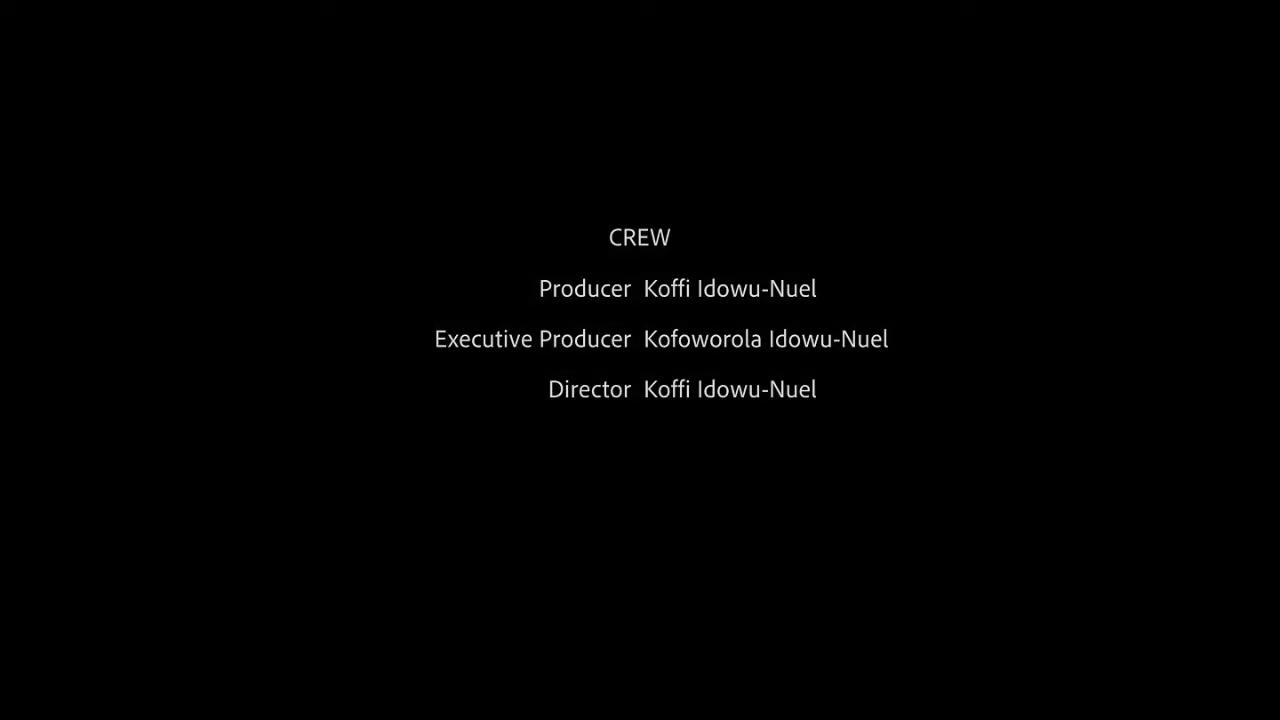 CREW
Producer Koffi Idowu-Nuel
Executive Producer Kofoworola Idowu-Nuel
Director Koffi Idowu-Nuel